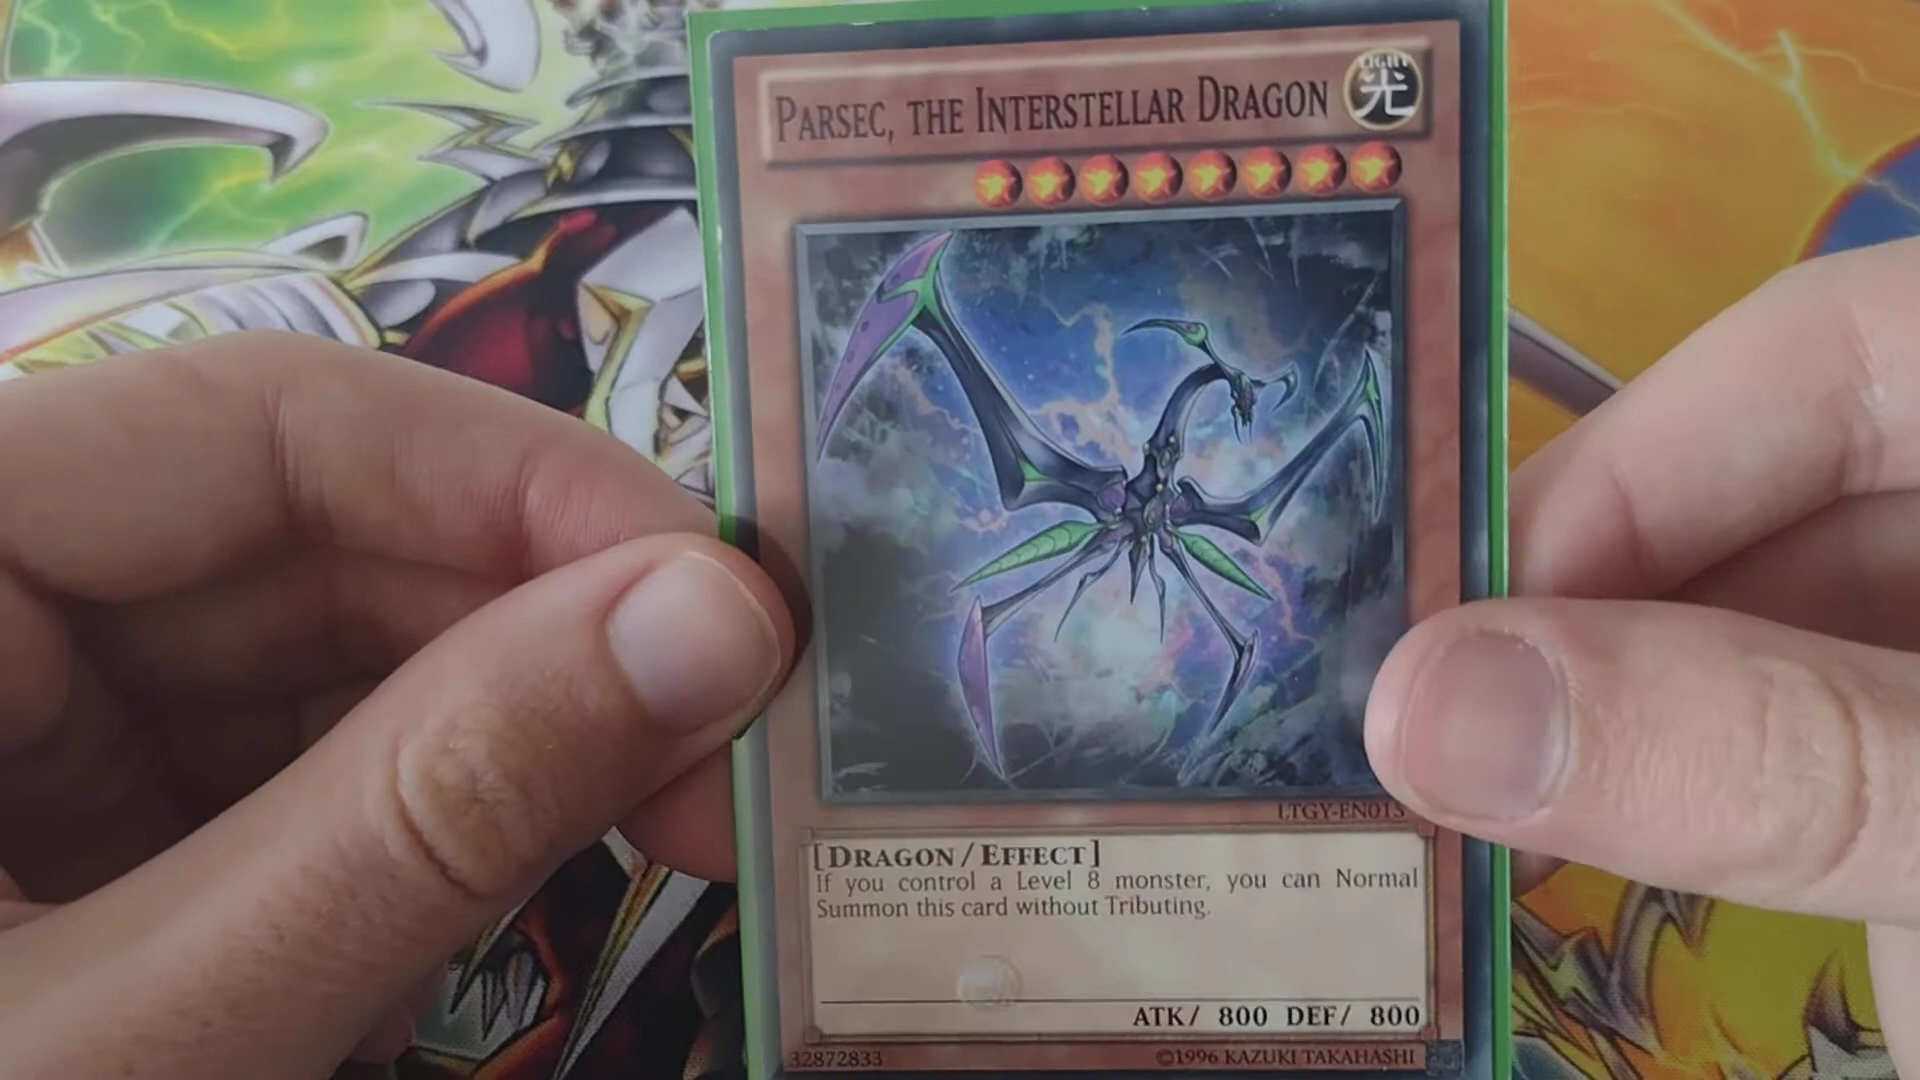 PARSEC, THE INTERSTELLAR DRAGON
LIGHT
光
LTGY-EN015
[DRAGON/EFFECT]
If you control a Level 8 monster, you can Normal
Summon this card without Tributing.
ATK/ 800 DEF/ 800
32872833
©1996 KAZUKI TAKAHASHI